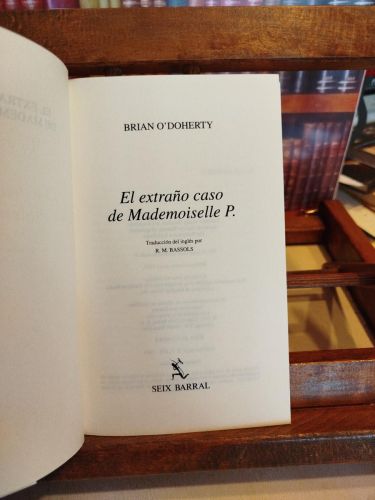 BRIAN O'DOHERTY
El extraño caso
de Mademoiselle P.
Traducción del inglés por
R. M. BASSOLS
SEIX BARRAL